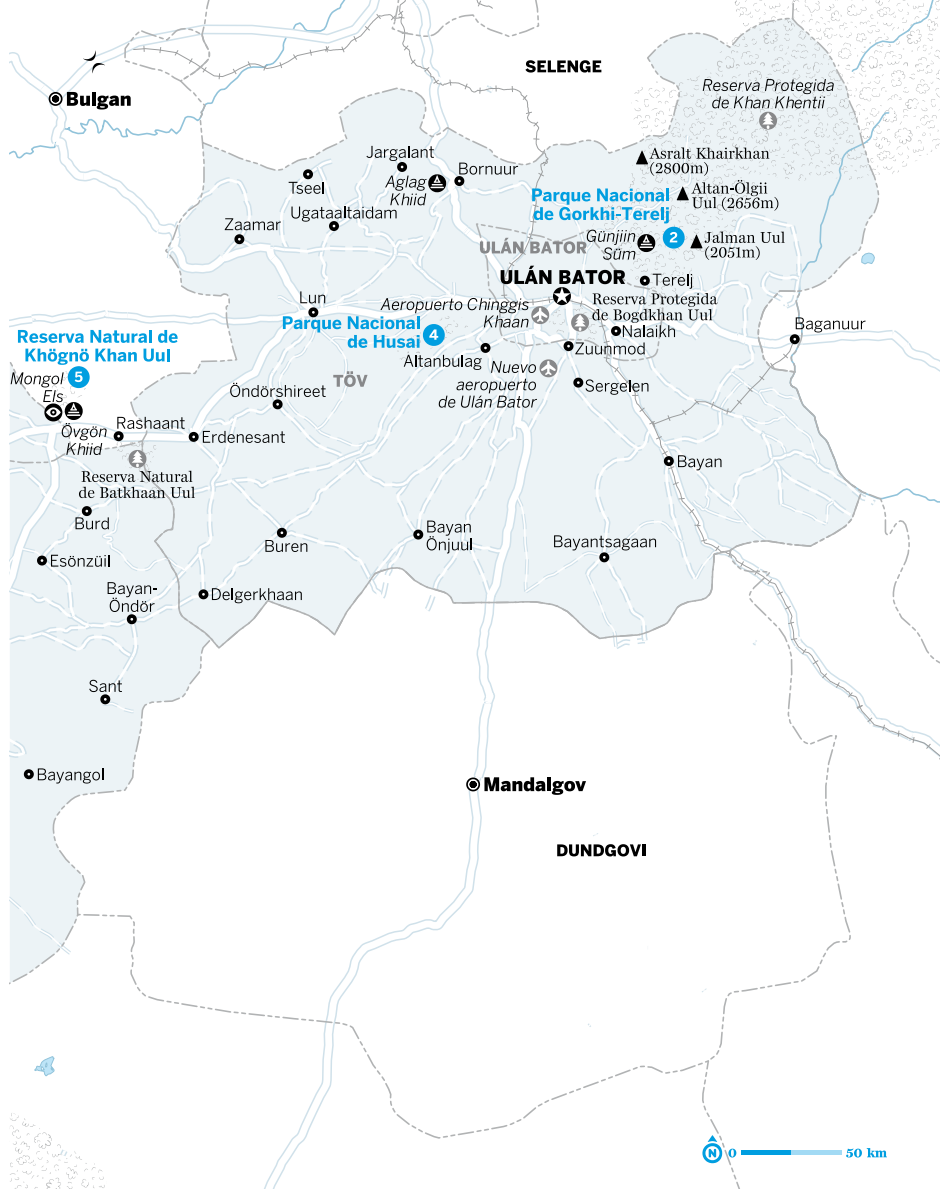 SELENGE
Bulgan
Reserva Protegida
de Khan Khentii
Jargalant
Asralt Khairkhan
(2800m)
Tseel
Aglag
Khiid
Bornuur
Altan-Ölgii
Uul (2656m)
Parque Nacional
de Gorkhi-Terelj
2
Zaamar
Ugataaltaidam
Günjiin
Süm
Jalman Uul
(2051m)
ULÁN BATOR
ULÁN BATOR
Terelj
Lun
Aeropuerto Chinggis
Khaan
Reserva Protegida
de Bogdkhan Uul
Parque Nacional
de Husai
4
Nalaikh
Baganuur
Reserva Natural de
Khögnö Khan Uul
5
Altanbulag
Zuunmod
Mongol
Els
TÖV
Nuevo
aeropuerto
de Ulán Bator
Sergelen
Öndörshireet
Övgön
Khiid
Rashaant
Erdenesant
Bayan
Reserva Natural
de Batkhaan Uul
Burd
Buren
Bayan
Önjuul
Bayantsagaan
Esönzüil
Bayan-
Öndör
Delgerkhaan
Sant
Bayangol
Mandalgov
DUNDGOVI
N
0
50 km